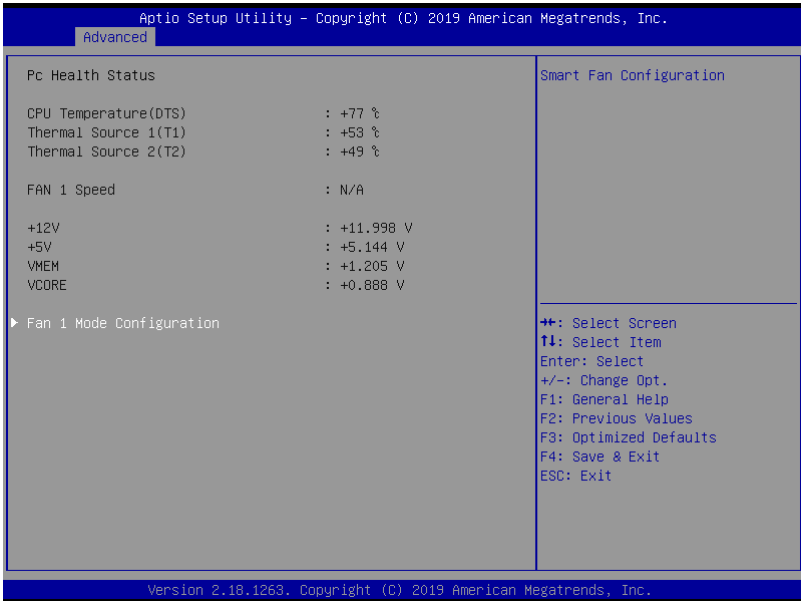 Aptio Setup Utility – Copyright (C) 2019 American Megatrends, Inc.
Advanced
Pc Health Status
CPU Temperature(DTS) : +77 ℃
Thermal Source 1(T1) : +53 ℃
Thermal Source 2(T2) : +49 ℃
FAN 1 Speed : N/A
+12V : +11.998 V
+5V : +5.144 V
VMEM : +1.205 V
VCORE : +0.888 V
▶ Fan 1 Mode Configuration
Smart Fan Configuration
→←: Select Screen
↑↓: Select Item
Enter: Select
+/-: Change Opt.
F1: General Help
F2: Previous Values
F3: Optimized Defaults
F4: Save & Exit
ESC: Exit
Version 2.18.1263. Copyright (C) 2019 American Megatrends, Inc.